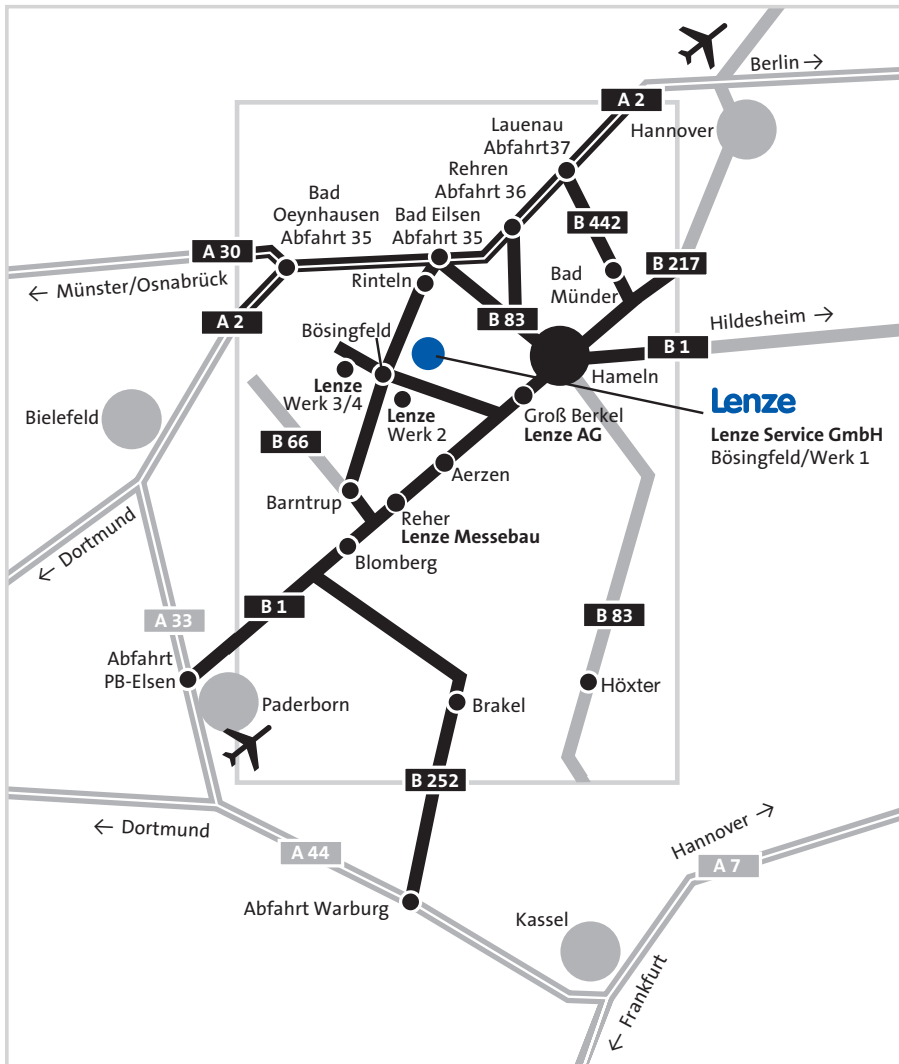 Berlin →
A 2
Hannover
Lauenau
Abfahrt37
Rehren
Abfahrt 36
Bad
Oeynhausen
Abfahrt 35
Bad Eilsen
Abfahrt 35
B 442
A 30
← Münster/Osnabrück
Rinteln
Bad
Münder
B 217
A 2
B 83
Hildesheim →
B 1
Bösingfeld
Hameln
Lenze
Werk 3/4
Lenze
Werk 2
Groß Berkel
Lenze AG
Lenze
Lenze Service GmbH
Bösingfeld/Werk 1
Bielefeld
B 66
Aerzen
Barntrup
Reher
Lenze Messebau
← Dortmund
Blomberg
B 1
A 33
B 83
Abfahrt
PB-Elsen
Paderborn
Brakel
Höxter
B 252
← Dortmund
Hannover →
A 44
A 7
Abfahrt Warburg
Kassel
← Frankfurt